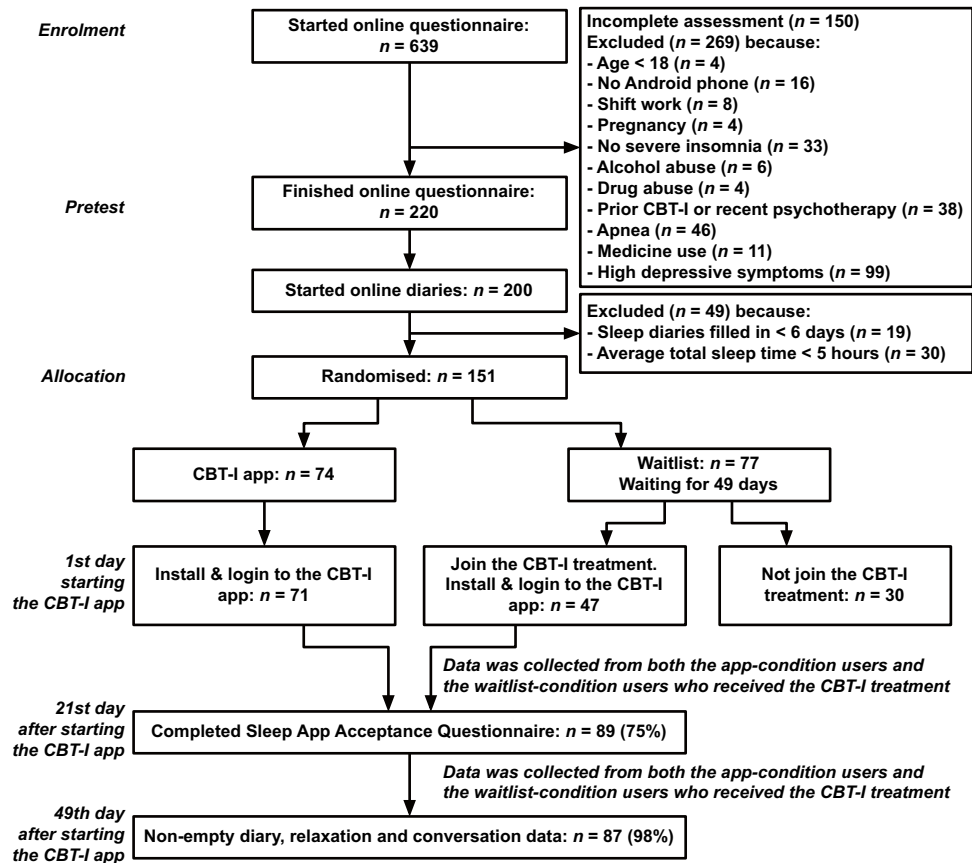 Enrolment
Started online questionnaire:
n = 639
Incomplete assessment (n = 150)
Excluded (n = 269) because:
- Age < 18 (n = 4)
- No Android phone (n = 16)
- Shift work (n = 8)
- Pregnancy (n = 4)
- No severe insomnia (n = 33)
- Alcohol abuse (n = 6)
- Drug abuse (n = 4)
- Prior CBT-I or recent psychotherapy (n = 38)
- Apnea (n = 46)
- Medicine use (n = 11)
- High depressive symptoms (n = 99)
Pretest
Finished online questionnaire:
n = 220
Started online diaries: n = 200
Excluded (n = 49) because:
- Sleep diaries filled in < 6 days (n = 19)
- Average total sleep time < 5 hours (n = 30)
Allocation
Randomised: n = 151
CBT-I app: n = 74
Waitlist: n = 77
Waiting for 49 days
1st day
starting
the CBT-I app
Install & login to the CBT-I
app: n = 71
Join the CBT-I treatment.
Install & login to the CBT-I
app: n = 47
Not join the CBT-I
treatment: n = 30
Data was collected from both the app-condition users and
the waitlist-condition users who received the CBT-I treatment
21st day
after starting
the CBT-I app
Completed Sleep App Acceptance Questionnaire: n = 89 (75%)
Data was collected from both the app-condition users and
the waitlist-condition users who received the CBT-I treatment
49th day
after starting
the CBT-I app
Non-empty diary, relaxation and conversation data: n = 87 (98%)